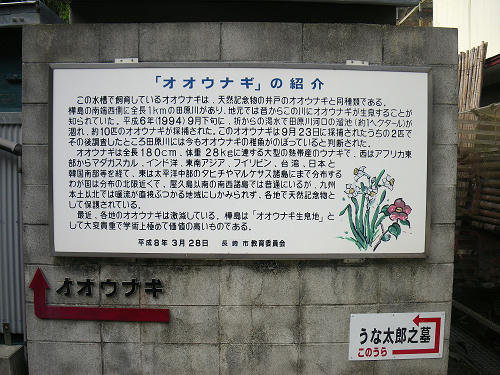 「オオウナギ」の紹介
この水槽で飼育しているオオウナギは、天然記念物の井戸のオオウナギと同種類である。
樺島の南端西側に全長1kmの田原川があり、地元では昔からこの川にオオウナギが生息することが
知られていた。平成6年(1994)9月下旬に、折からの渇水で田原川河口の溜池(約1ヘクタール)が
涸れ、約10匹のオオウナギが採捕された。このオオウナギは9月23日に採捕されたうちの2匹で
その後調査したところ田原川には今もオオウナギの稚魚がのぼっていると判断された。
オオウナギは全長180cm、体重28kgに達する大型の熱帯産のウナギで、西はアフリカ東
部からマダガスカル、インド洋、東南アジア、フイリピン、台湾、日本と
韓国南部等を経て、東は太平洋中部のタヒチやマルケサス諸島にまで分布する
わが国は分布の北限近くで、屋久島以南の南西諸島では普通にいるが、九州
本土以北では暖流が直接ぶつかる地域にしかみられず、各地で天然記念物と
して保護されている。
最近、各地のオオウナギは激減している。樺島は「オオウナギ生息地」と
して大変貴重で学術上極めて価値の高いものである。
平成8年3月28日 長崎市教育委員会
オオウナギ
うな太郎之墓
このうら